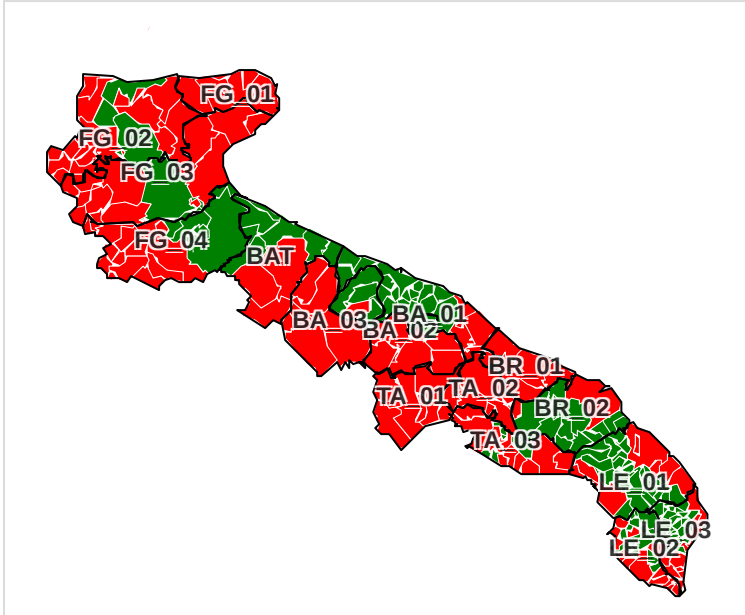 FG_01
FG_02
FG_03
FG_04
BAT
BA_01
BA_03
BA_02
BR_01
TA_02
TA_01
BR_02
TA_03
LE_01
LE_03
LE_02